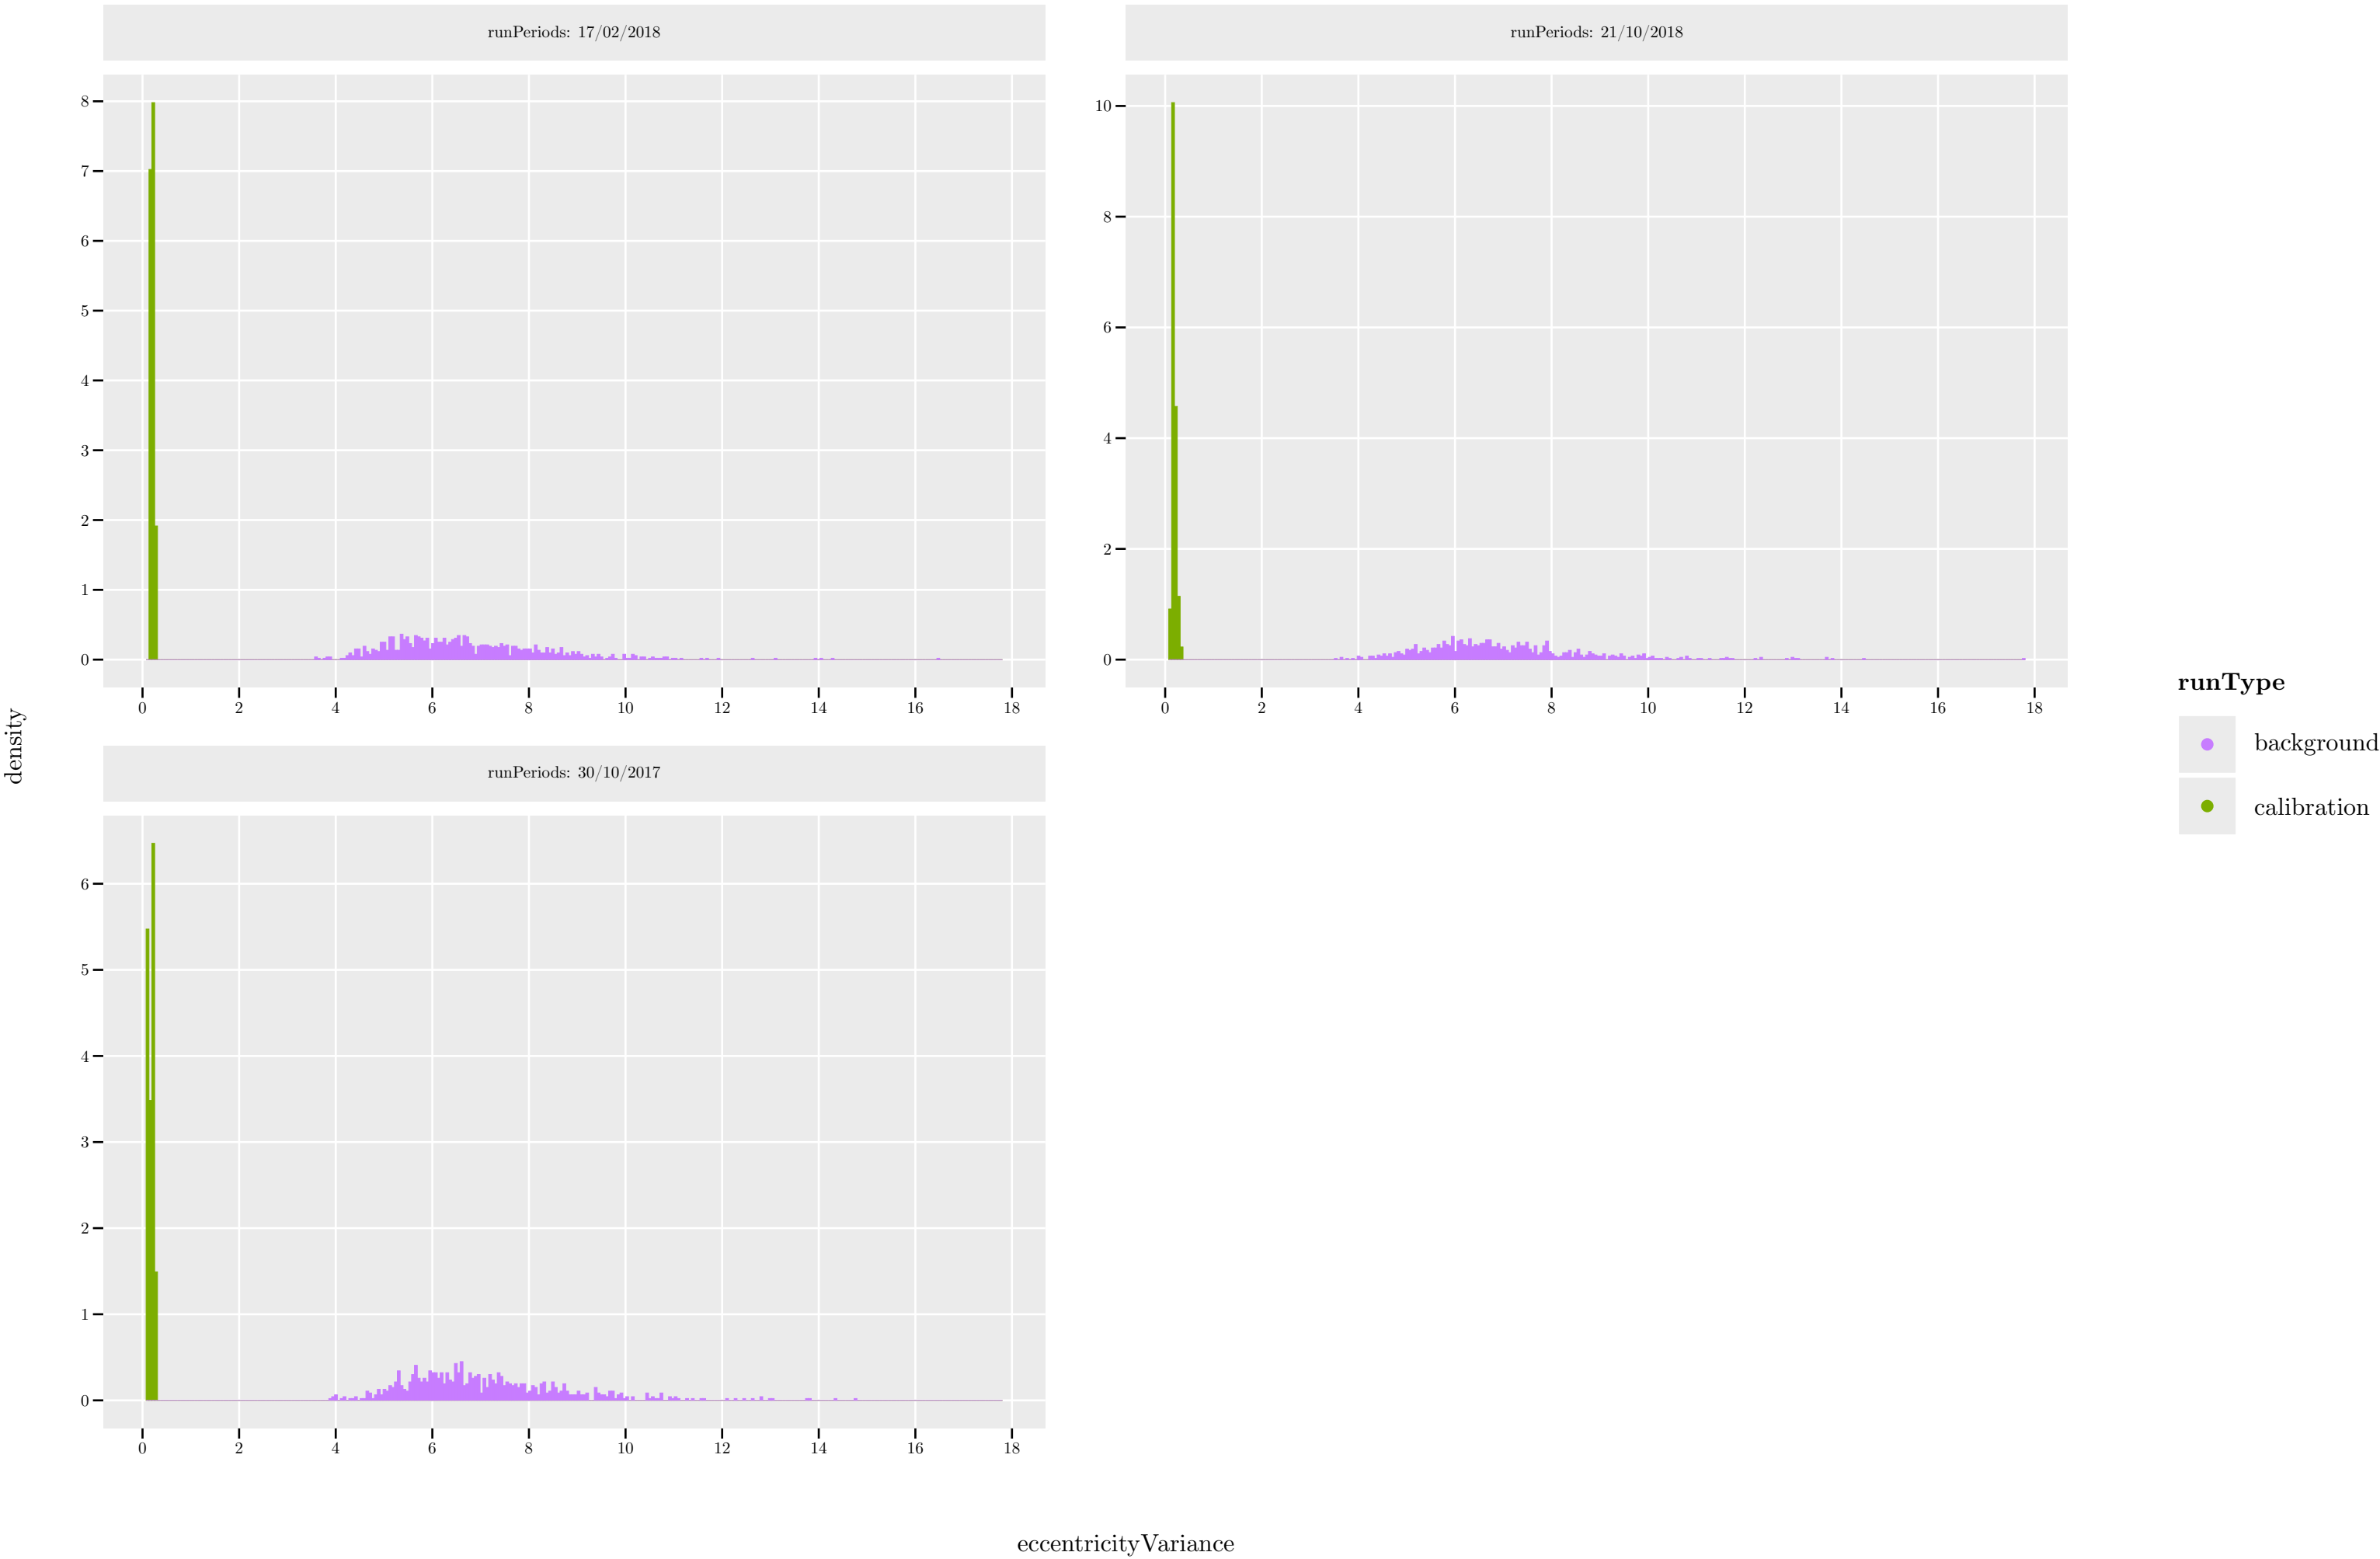 runPeriods: 17/02/2018
8
7
6
5
4
3
2
1
0
0 2 4 6 8 10 12 14 16 18
runPeriods: 21/10/2018
10
8
6
4
2
0
0 2 4 6 8 10 12 14 16 18
runPeriods: 30/10/2017
6
5
4
3
2
1
0
0 2 4 6 8 10 12 14 16 18
density
eccentricityVariance
runType
background
calibration